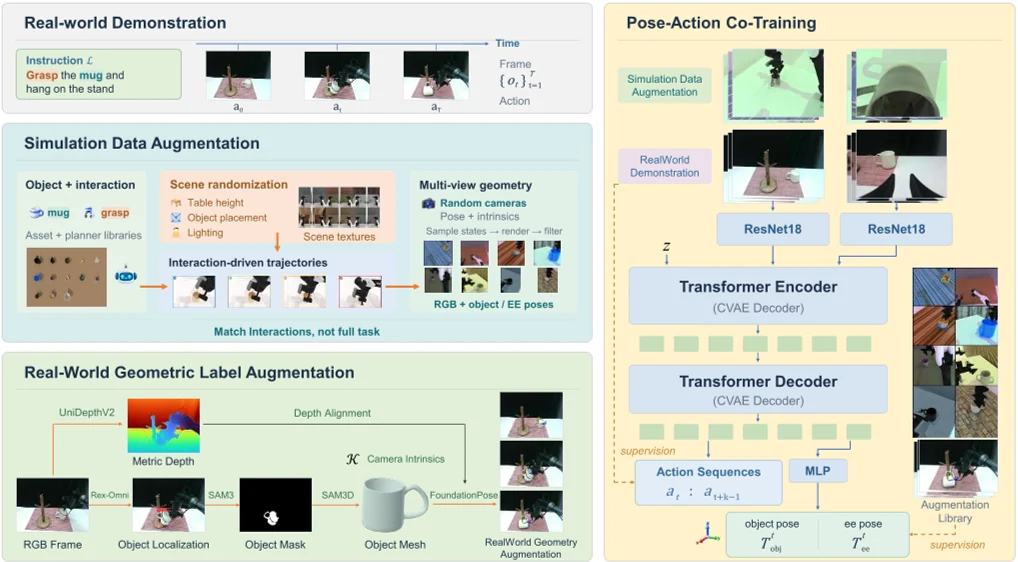 Real-world Demonstration
Instruction ℒ
Grasp the mug and
hang on the stand
Time
a₀
aₜ
a_T
Frame
{oₜ}ᵀₜ₌₁
Action
Simulation Data Augmentation
Object + interaction
mug
grasp
Asset + planner libraries
Scene randomization
Table height
Object placement
Lighting
Scene textures
Interaction-driven trajectories
Multi-view geometry
Random cameras
Pose + intrinsics
Sample states → render → filter
RGB + object / EE poses
Match Interactions, not full task
Real-World Geometric Label Augmentation
UniDepthV2
Depth Alignment
Metric Depth
𝒦 Camera Intrinsics
Rex-Omni
SAM3
SAM3D
FoundationPose
RGB Frame
Object Localization
Object Mask
Object Mesh
RealWorld Geometry
Augmentation
Pose-Action Co-Training
Simulation Data
Augmentation
RealWorld
Demonstration
ResNet18
ResNet18
z
Transformer Encoder
(CVAE Decoder)
Transformer Decoder
(CVAE Decoder)
supervision
Action Sequences
aₜ : aₜ₊ₖ₋₁
MLP
Augmentation
Library
object pose
T^t_obj
ee pose
T^t_ee
supervision